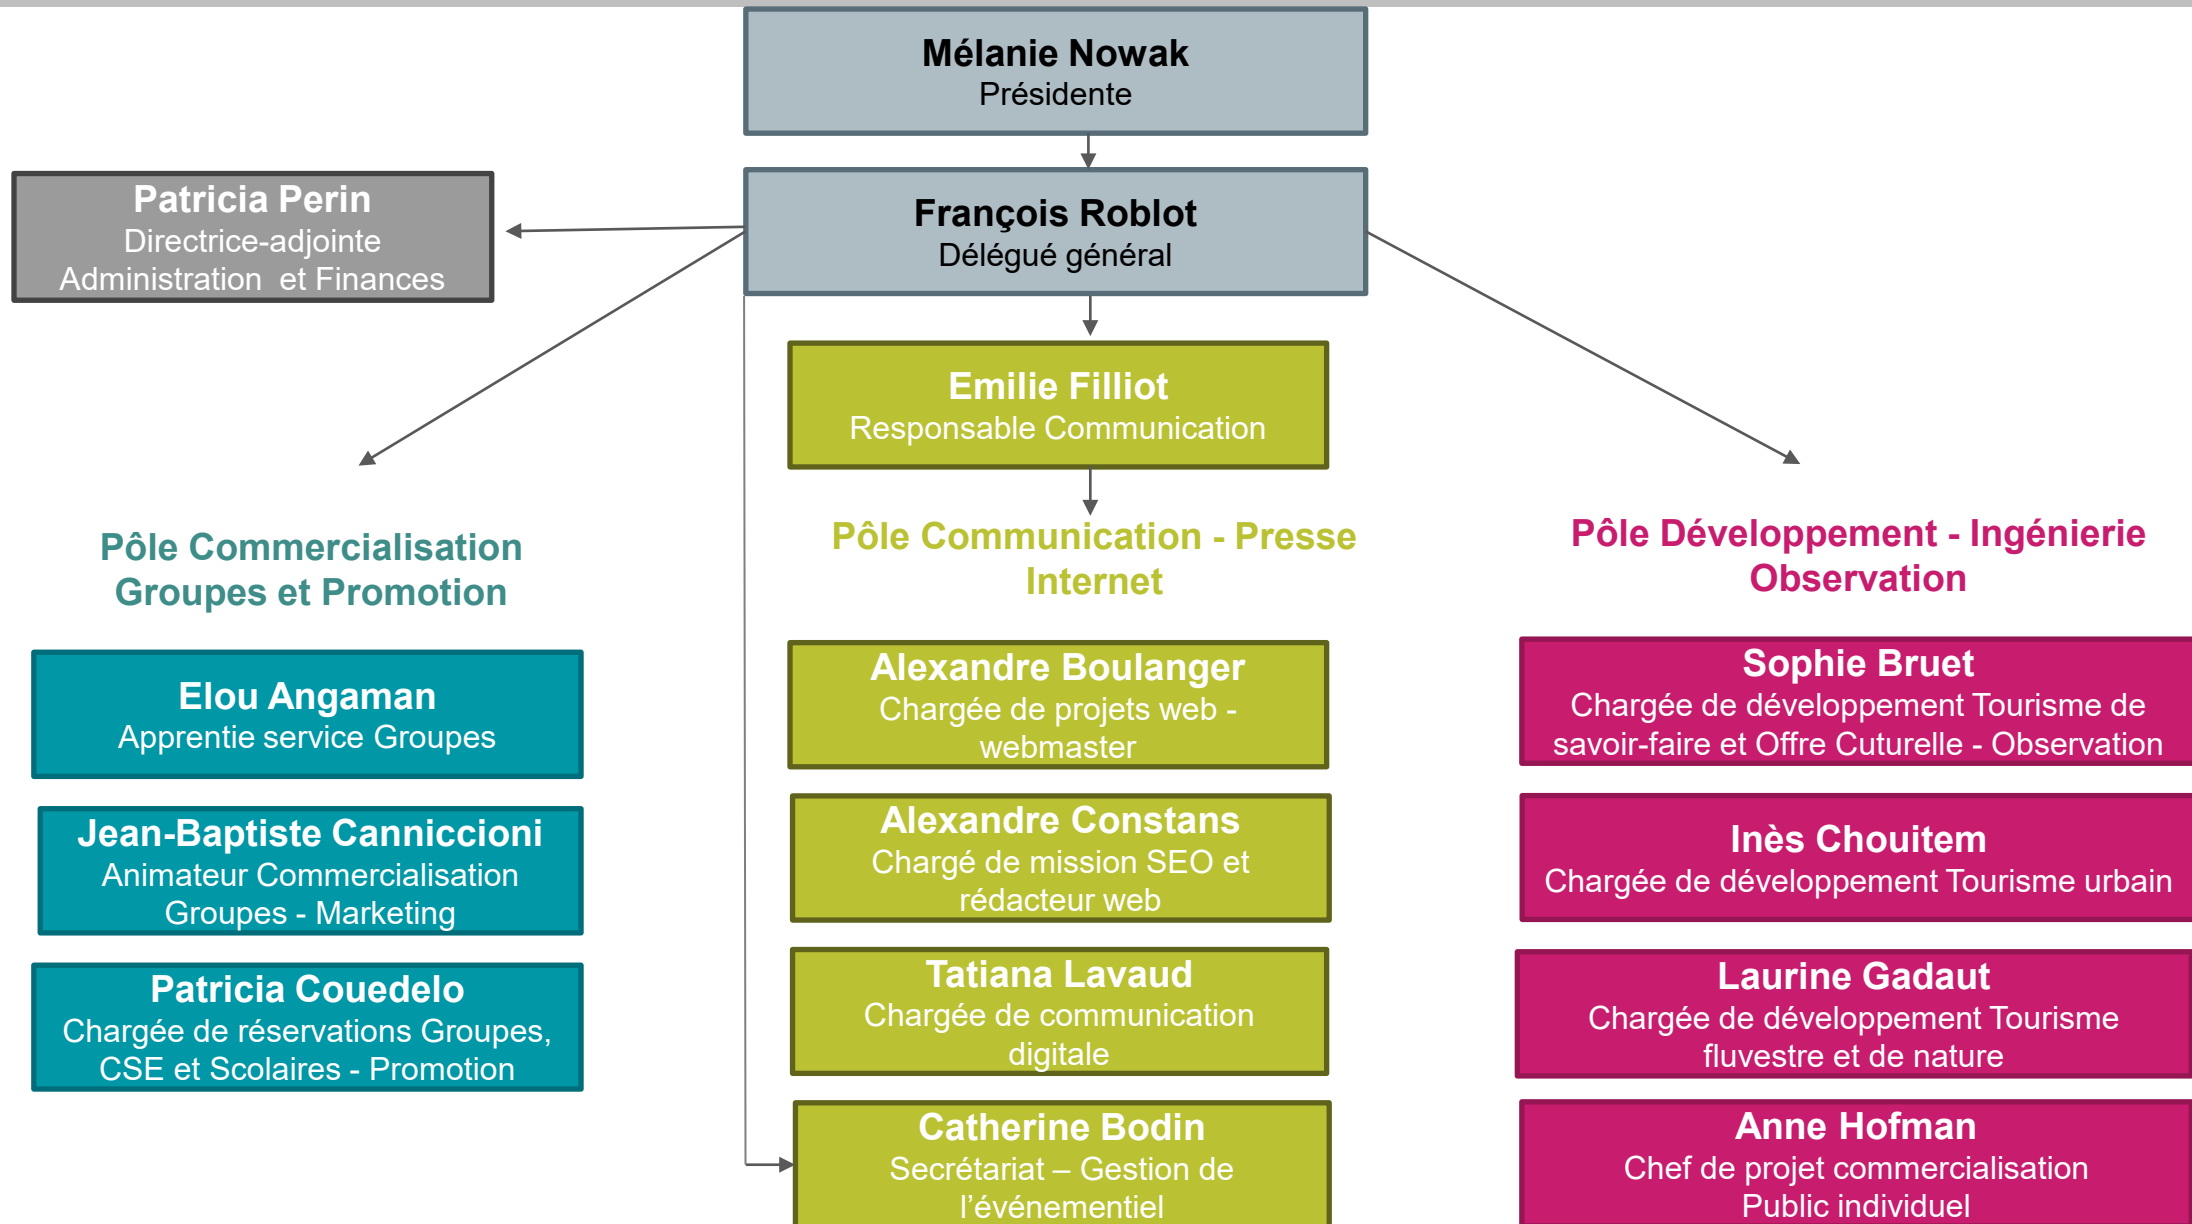 Mélanie Nowak
Présidente
Patricia Perin
Directrice-adjointe
Administration  et Finances
François Roblot
Délégué général
Emilie Filliot
Responsable Communication
Pôle Commercialisation
Groupes et Promotion
Elou Angaman
Apprentie service Groupes
Jean-Baptiste Canniccioni
Animateur Commercialisation
Groupes - Marketing
Patricia Couedelo
Chargée de réservations Groupes,
CSE et Scolaires - Promotion
Pôle Communication - Presse
Internet
Alexandre Boulanger
Chargée de projets web -
webmaster
Alexandre Constans
Chargé de mission SEO et
rédacteur web
Tatiana Lavaud
Chargée de communication
digitale
Catherine Bodin
Secrétariat – Gestion de
l’événementiel
Pôle Développement - Ingénierie
Observation
Sophie Bruet
Chargée de développement Tourisme de
savoir-faire et Offre Cuturelle - Observation
Inès Chouitem
Chargée de développement Tourisme urbain
Laurine Gadaut
Chargée de développement Tourisme
fluvestre et de nature
Anne Hofman
Chef de projet commercialisation
Public individuel